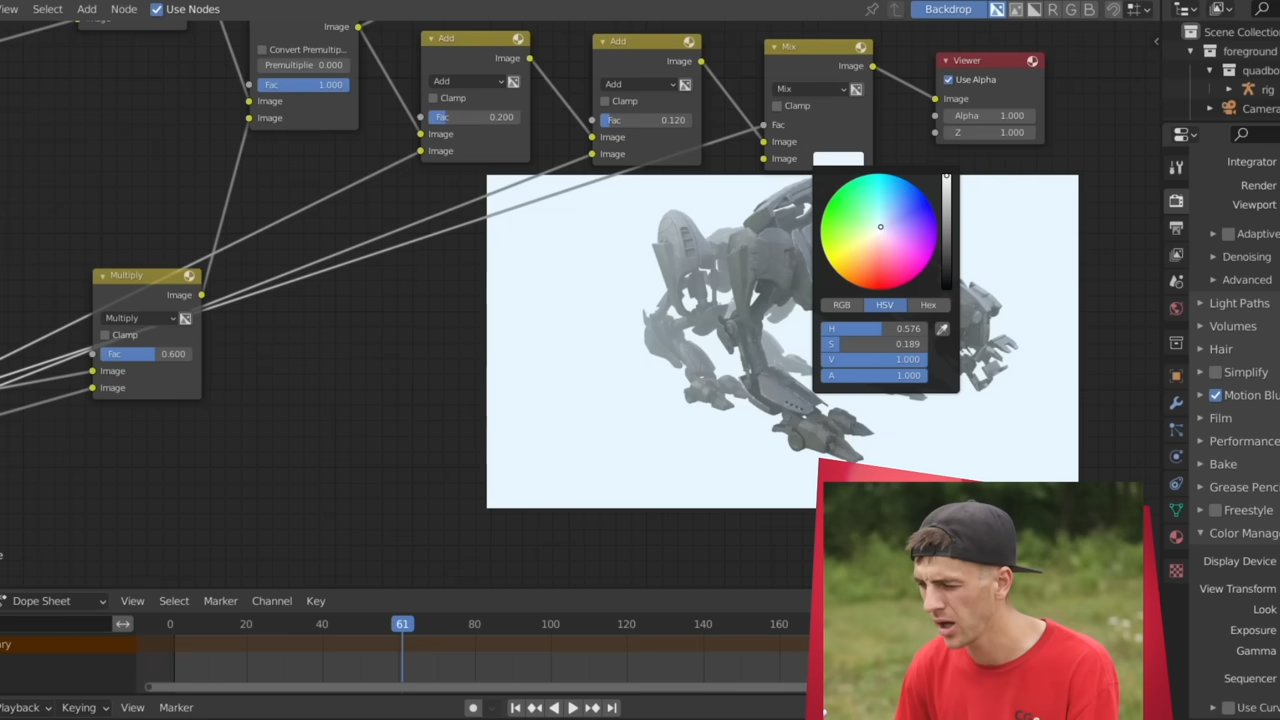 View Select Add Node Use Nodes
Backdrop R G B
Image
Convert Premultip...
Premultiplie 0.000
Fac 1.000
Image
Image
Add
Image
Add
Clamp
Fac 0.200
Image
Image
Add
Image
Add
Clamp
Fac 0.120
Image
Image
Mix
Image
Mix
Clamp
Fac
Image
Image
Viewer
Use Alpha
Image
Alpha 1.000
Z 1.000
RGB HSV Hex
H 0.576
S 0.189
V 1.000
A 1.000
Multiply
Image
Multiply
Clamp
Fac 0.600
Image
Image
Scene Collection
foreground
quadbo
rig
Camera
Integrator
Render
Viewport
Adaptive
Denoising
Advanced
Light Paths
Volumes
Hair
Simplify
Motion Blu
Film
Performance
Bake
Grease Penci
Freestyle
Color Manag
Display Device
View Transform
Look
Exposure
Gamma
Sequencer
Use Curv
Dope Sheet View Select Marker Channel Key
0 20 40 61 80 100 120 140 160
ary
Playback Keying View Marker